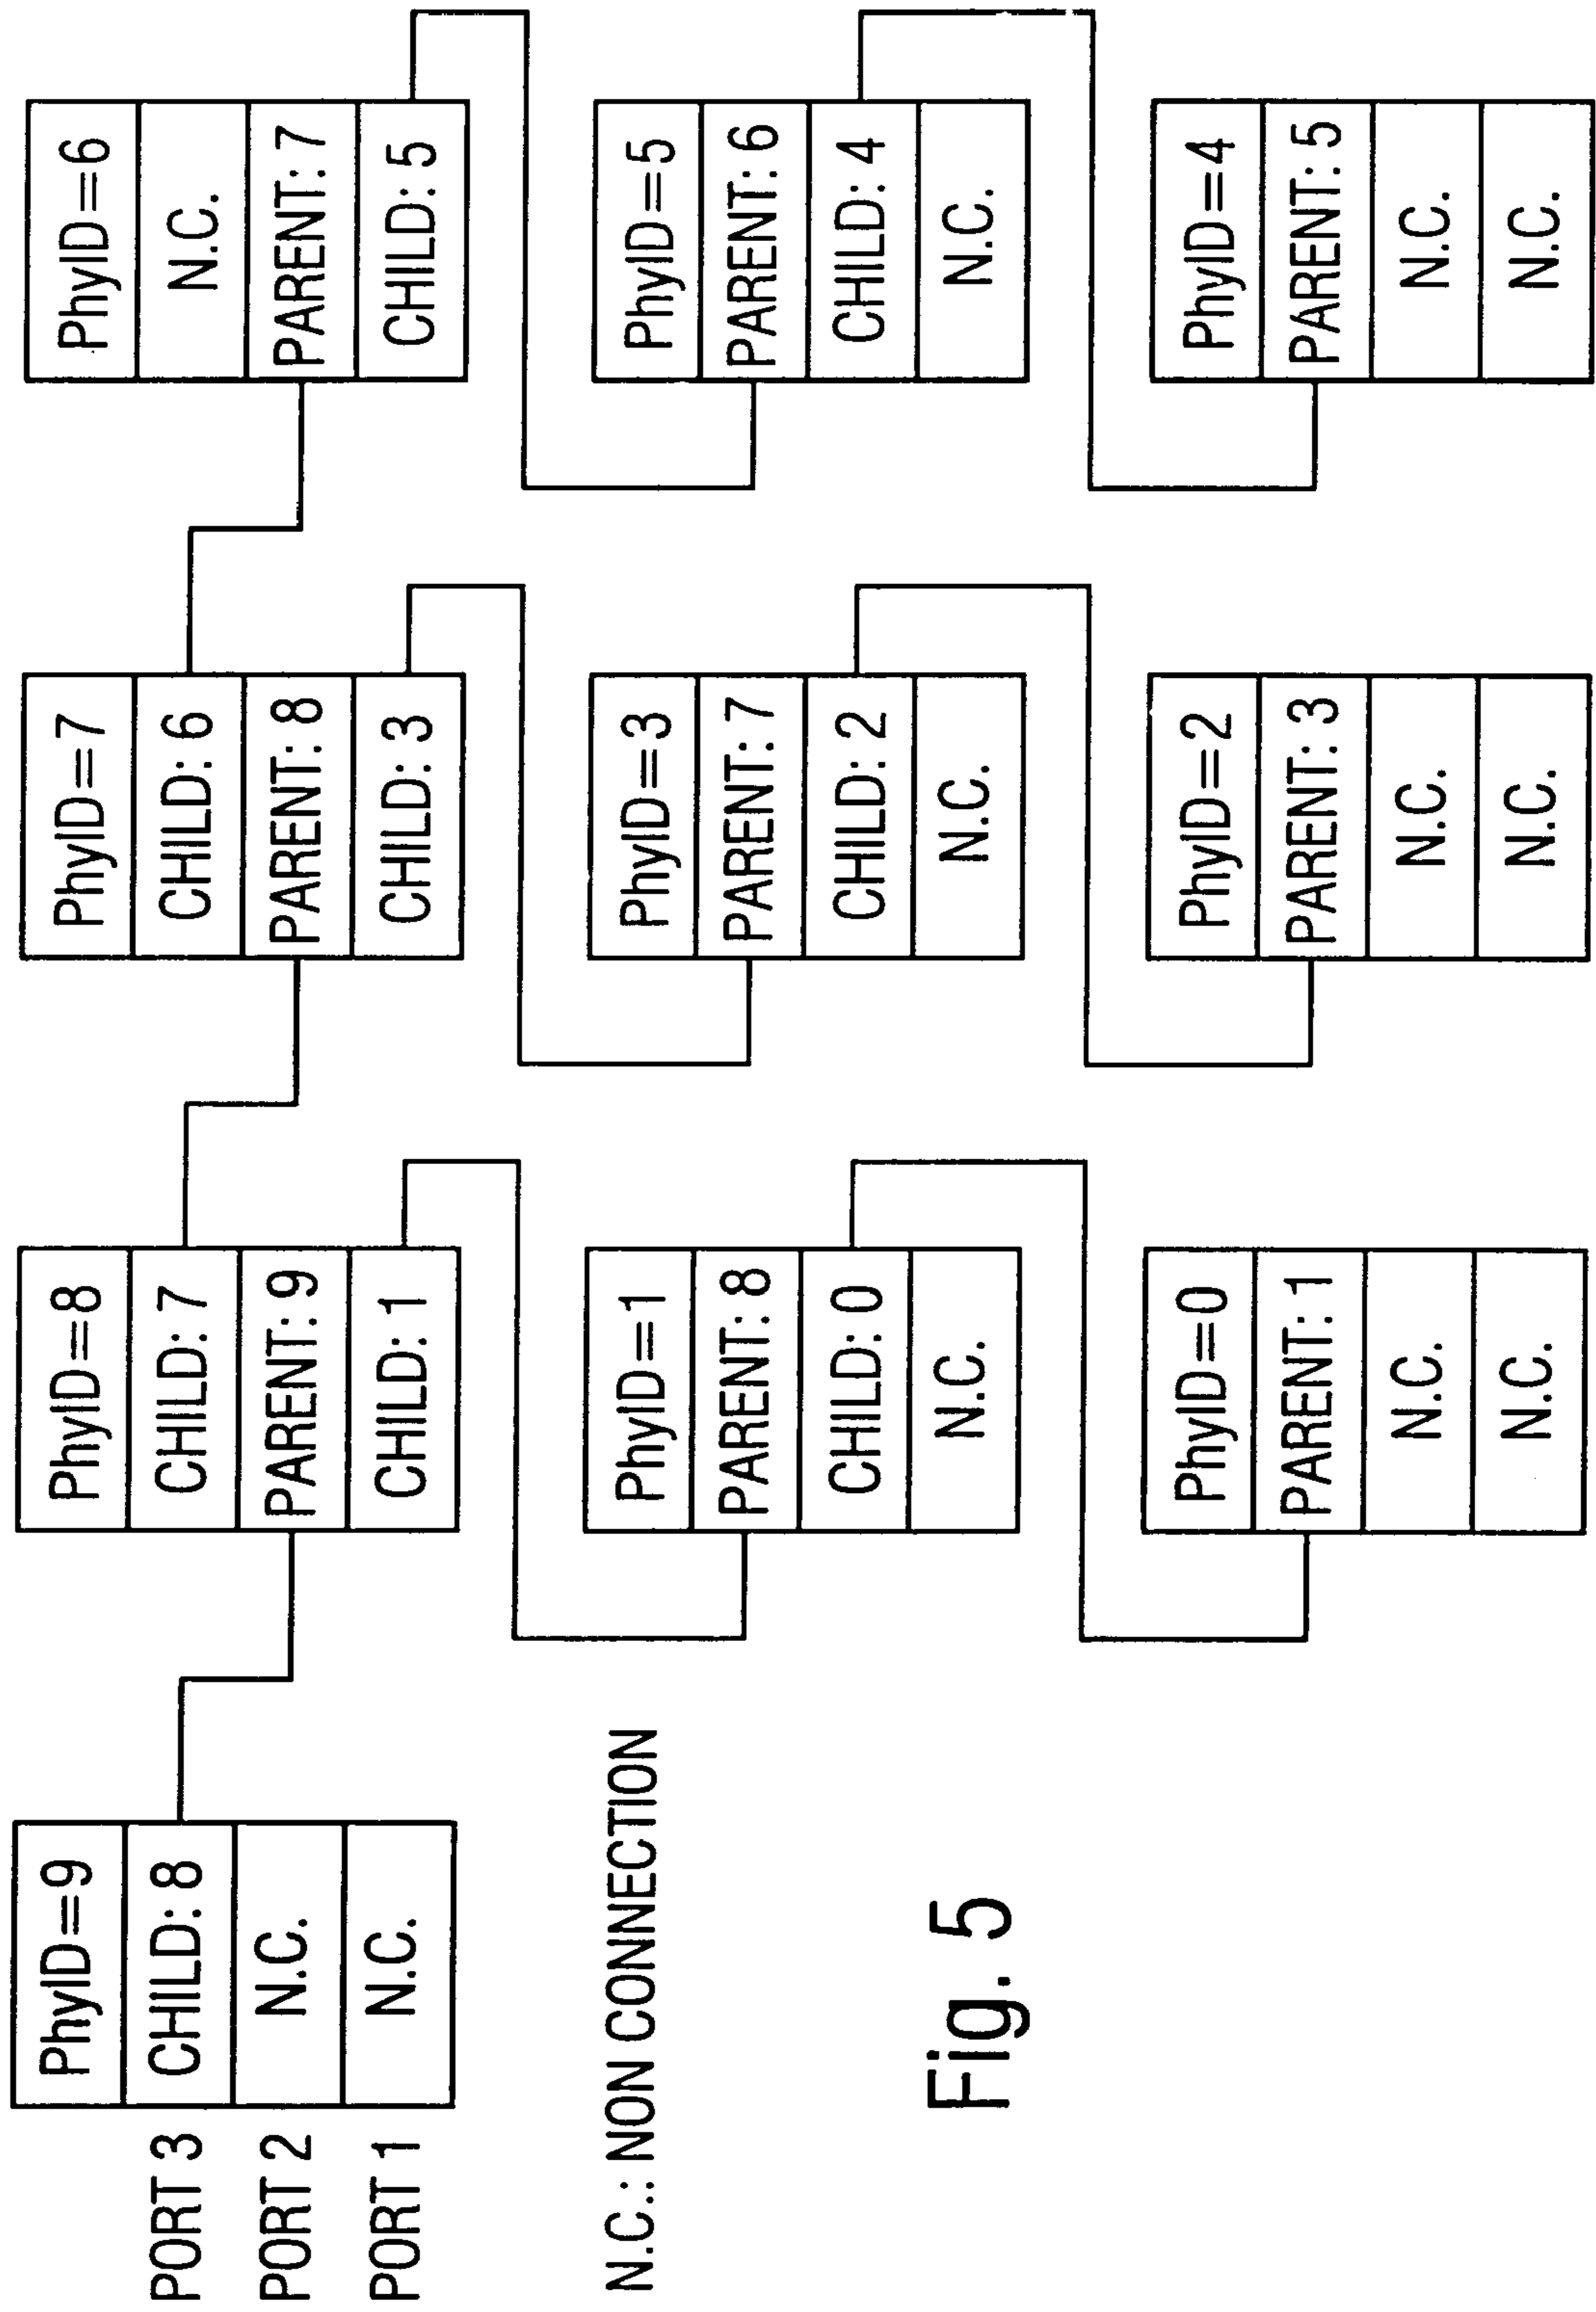 PhyID=9
PORT 3 CHILD: 8
PORT 2 N.C.
PORT 1 N.C.
PhyID=8
CHILD: 7
PARENT: 9
CHILD: 1
PhyID=7
CHILD: 6
PARENT: 8
CHILD: 3
PhyID=6
N.C.
PARENT: 7
CHILD: 5
PhyID=1
PARENT: 8
CHILD: 0
N.C.
PhyID=3
PARENT: 7
CHILD: 2
N.C.
PhyID=5
PARENT: 6
CHILD: 4
N.C.
PhyID=0
PARENT: 1
N.C.
N.C.
PhyID=2
PARENT: 3
N.C.
N.C.
PhyID=4
PARENT: 5
N.C.
N.C.
N.C.: NON CONNECTION
Fig. 5